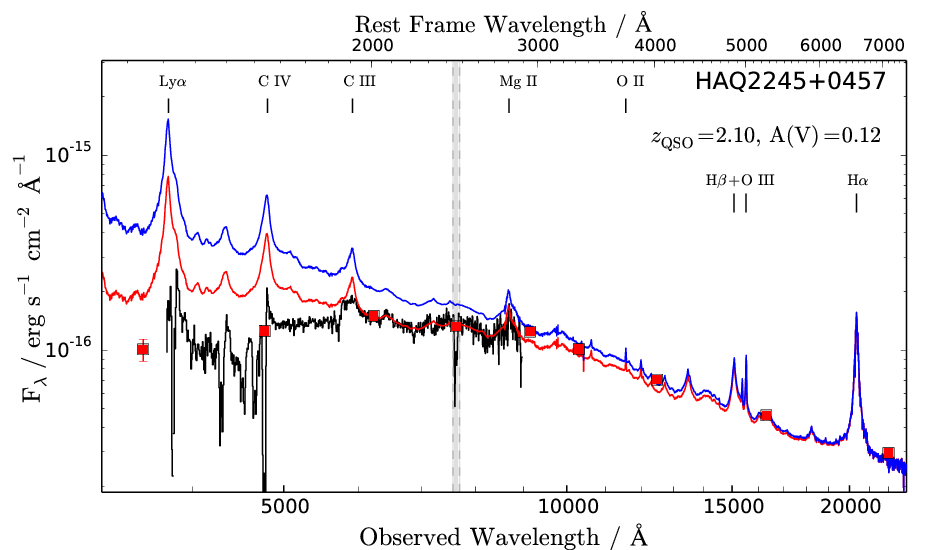 Rest Frame Wavelength / Å
2000 3000 4000 5000 6000 7000
Lyα C IV C III Mg II O II HAQ2245+0457
z_QSO=2.10, A(V)=0.12
Hβ+O III Hα
10^-15
10^-16
F_λ / erg s^-1 cm^-2 Å^-1
5000 10000 15000 20000
Observed Wavelength / Å